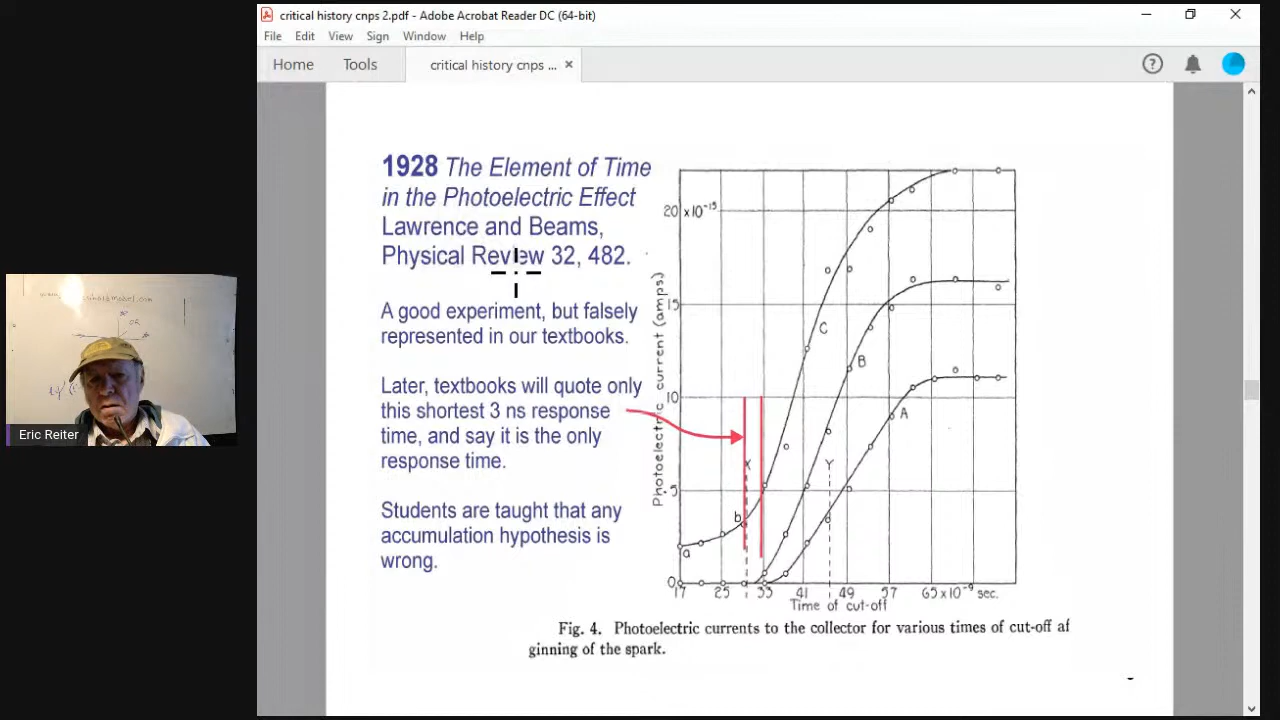 critical history cnps 2.pdf - Adobe Acrobat Reader DC (64-bit)
File Edit View Sign Window Help
Home Tools critical history cnps ... ×
1928 The Element of Time
in the Photoelectric Effect
Lawrence and Beams,
Physical Review 32, 482.
A good experiment, but falsely
represented in our textbooks.
Later, textbooks will quote only
this shortest 3 ns response
time, and say it is the only
response time.
Students are taught that any
accumulation hypothesis is
wrong.
Photoelectric current (amps.)
20 x10⁻¹⁵
15
10
.5
0
C
B
A
X
Y
b
a
17 25 33 41 49 57 65 x 10⁻⁹ sec.
Time of cut-off
Fig. 4. Photoelectric currents to the collector for various times of cut-off af
ginning of the spark.
Eric Reiter